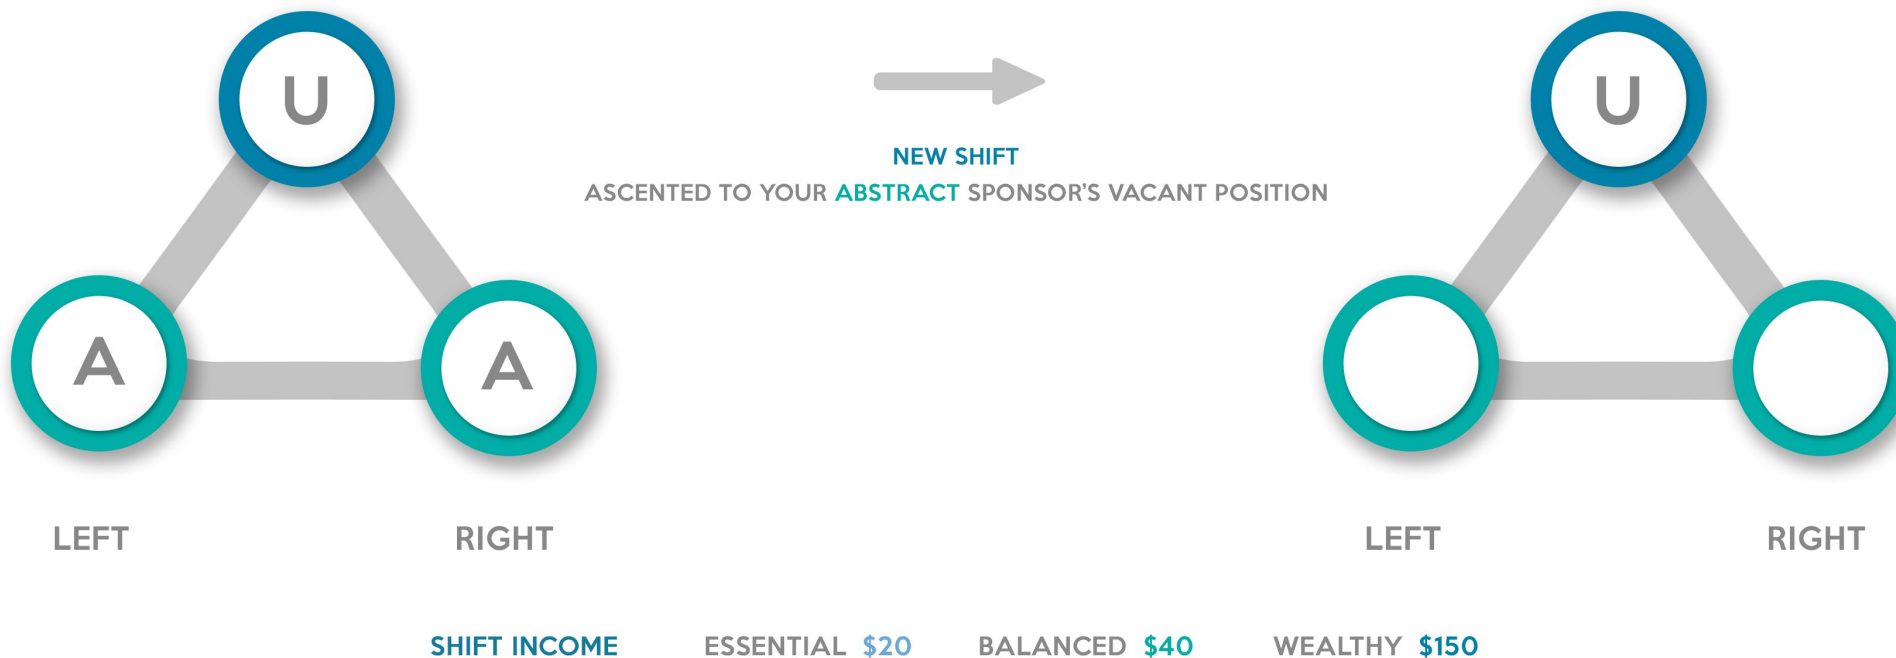 U
U
NEW SHIFT
ASCENTED TO YOUR ABSTRACT SPONSOR'S VACANT POSITION
A
A
LEFT
RIGHT
LEFT
RIGHT
SHIFT INCOME ESSENTIAL $20 BALANCED $40 WEALTHY $150